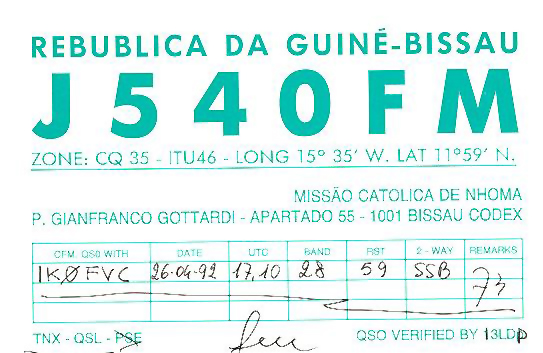 REBUBLICA DA GUINÉ-BISSAU
J540FM
ZONE: CQ 35 - ITU46 - LONG 15° 35' W. LAT 11°59' N.
MISSÃO CATOLICA DE NHOMA
P. GIANFRANCO GOTTARDI - APARTADO 55 - 1001 BISSAU CODEX
CFM. QS0 WITH DATE UTC BAND RST 2 - WAY REMARKS
IKØFVC 26-04-92 17,10 28 59 SSB 73
TNX - QSL - PSE QSO VERIFIED BY I3LDP